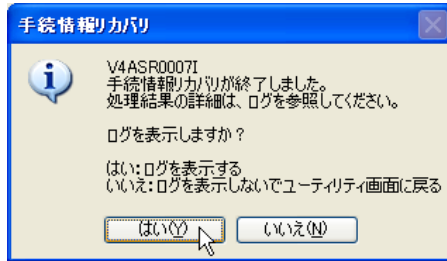 手続情報リカバリ
V4ASR0007I
手続情報リカバリが終了しました。
処理結果の詳細は、ログを参照してください。
ログを表示しますか？
はい:ログを表示する
いいえ:ログを表示しないでユーティリティ画面に戻る
はい(Y)
いいえ(N)